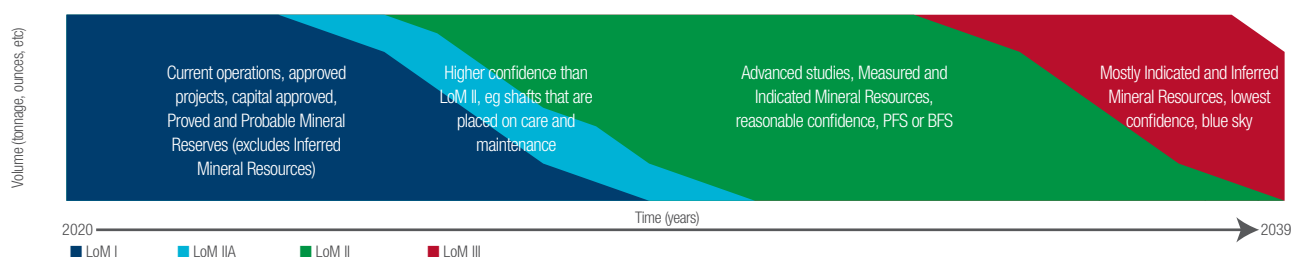 Volume (tonnage, ounces, etc)
Current operations, approved
projects, capital approved,
Proved and Probable Mineral
Reserves (excludes Inferred
Mineral Resources)
Higher confidence than
LoM II, eg shafts that are
placed on care and
maintenance
Advanced studies, Measured and
Indicated Mineral Resources,
reasonable confidence, PFS or BFS
Mostly Indicated and Inferred
Mineral Resources, lowest
confidence, blue sky
Time (years)
2020
2039
LoM I
LoM IIA
LoM II
LoM III